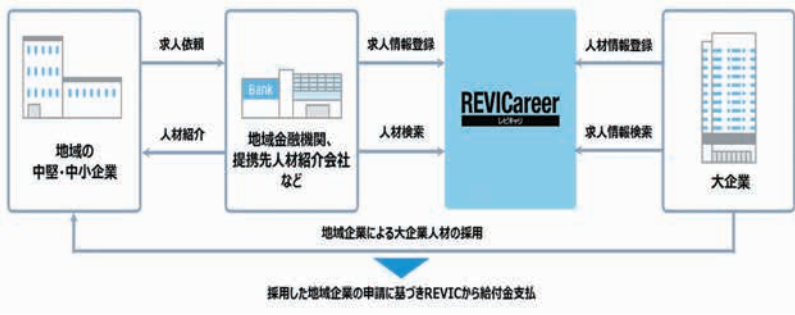 求人依頼
求人情報登録
人材情報登録
Bank
REVICareer
レビキャリ
人材紹介
人材検索
求人情報検索
地域の
中堅・中小企業
地域金融機関、
提携先人材紹介会社
など
大企業
地域企業による大企業人材の採用
採用した地域企業の申請に基づきREVICから給付金支払